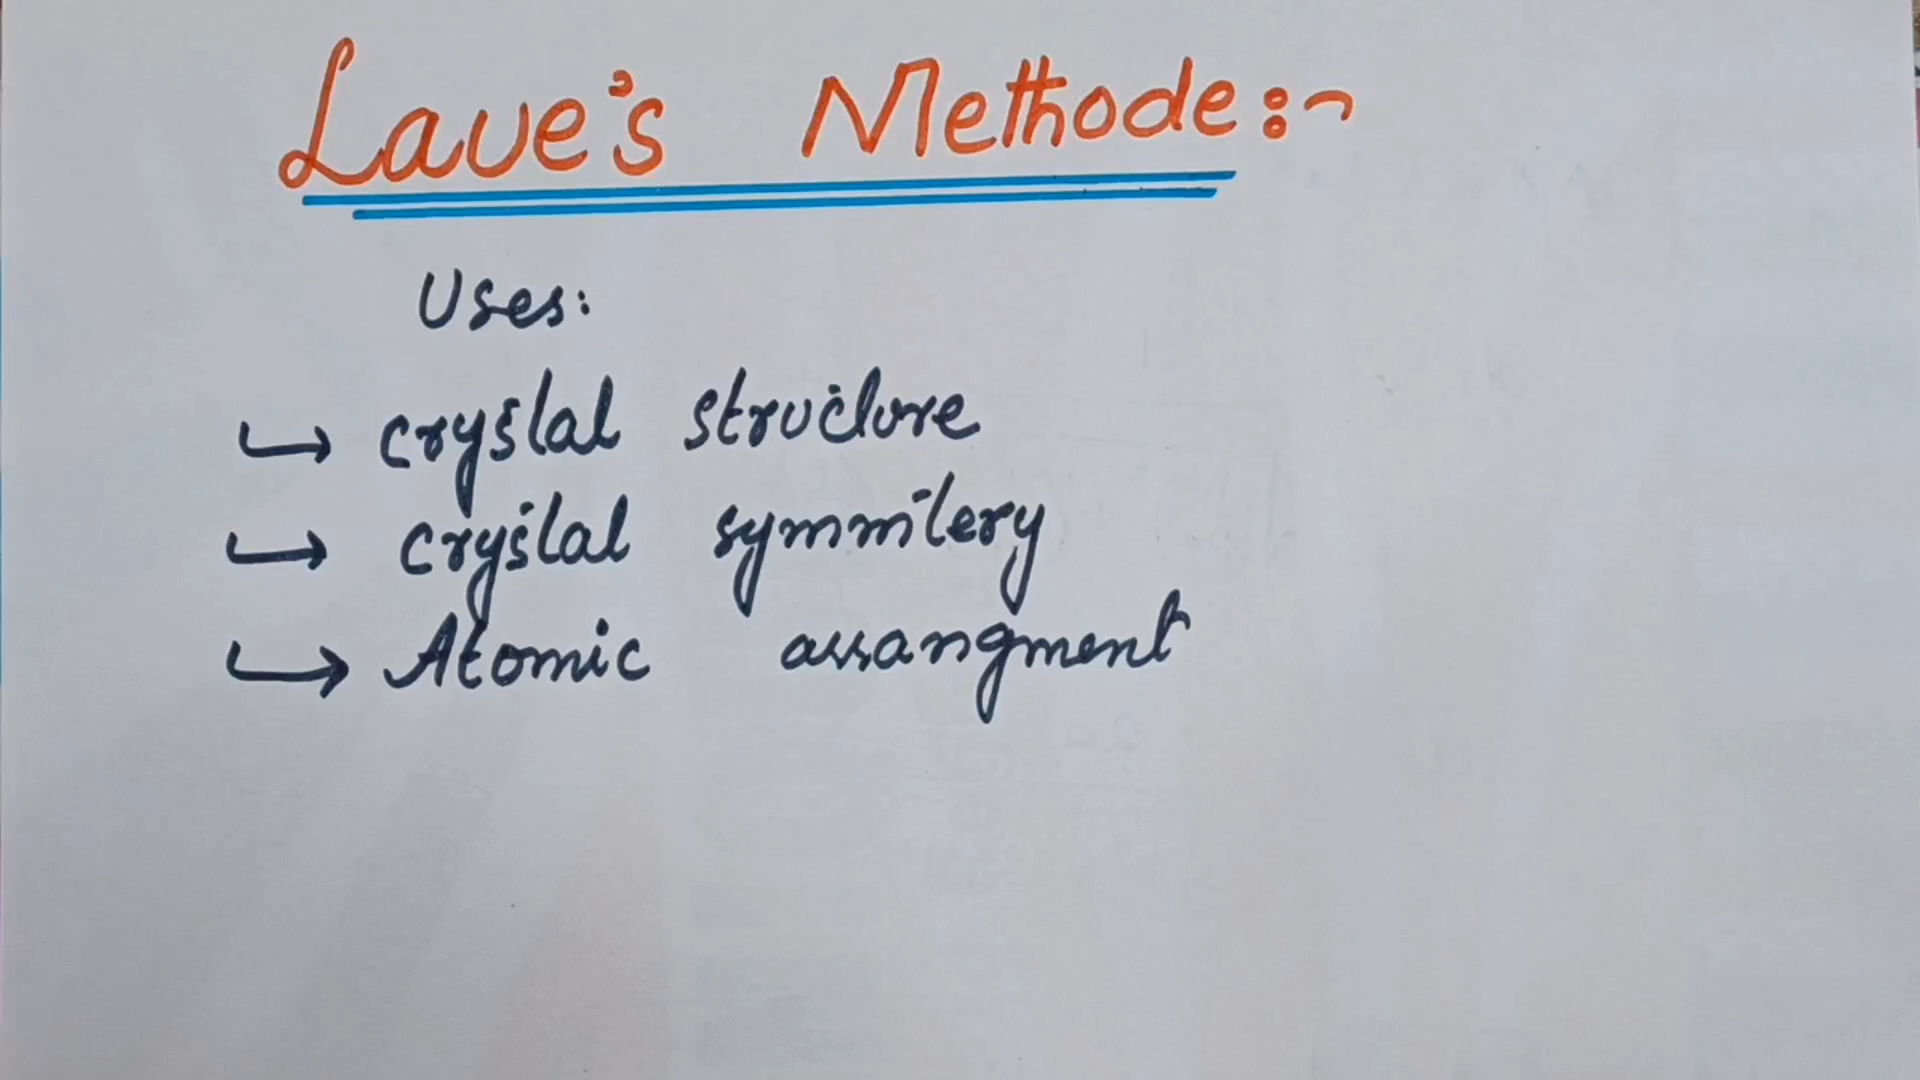 Laue's Methode:-
Uses:
↳ crystal structure
↳ crystal symmitery
↳ Atomic arrangment